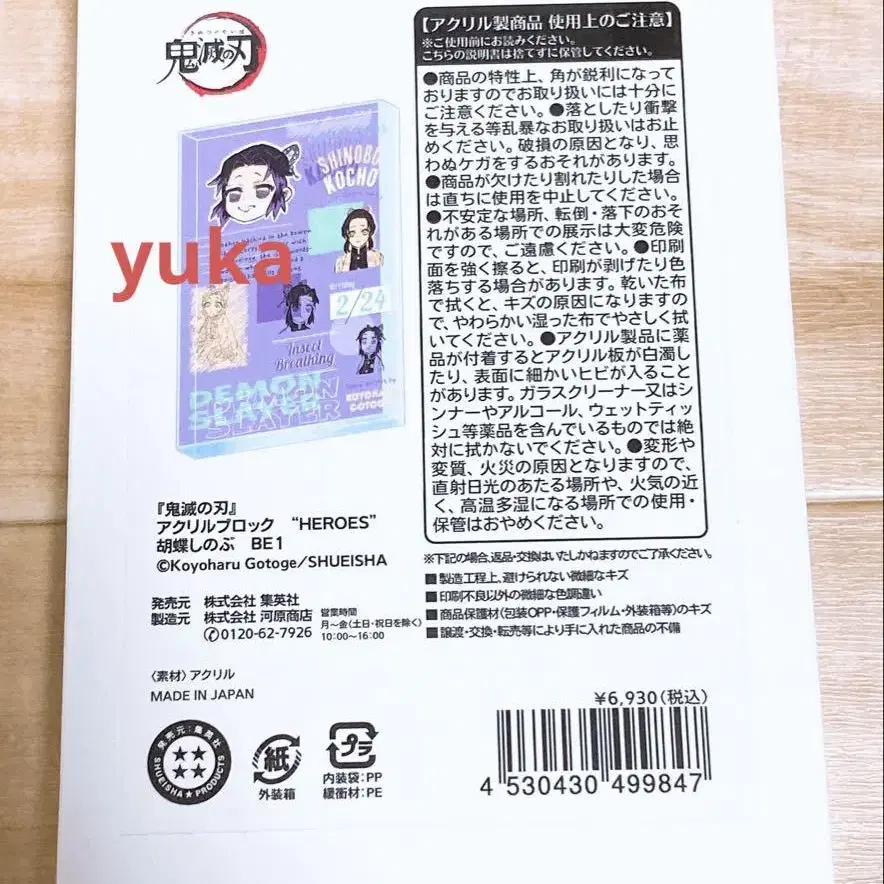 きめつのやいば
鬼滅の刃
SHINOBU
KOCHO
yuka
2/24
Insect
Breathing
DEMON
SLAYER
KOYOHARU
GOTOGE
【アクリル製商品 使用上のご注意】
※ご使用前にお読みください。
こちらの説明書は捨てずに保管してください。
●商品の特性上、角が鋭利になって
おりますのでお取り扱いには十分に
ご注意ください。●落としたり衝撃
を与える等乱暴なお取り扱いはお止
めください。破損の原因となり、思
わぬケガをするおそれがあります。
●商品が欠けたり割れたりした場合
は直ちに使用を中止してください。
●不安定な場所、転倒・落下のおそ
れがある場所での展示は大変危険
ですので、ご遠慮ください。●印刷
面を強く擦ると、印刷が剥げたり色
落ちする場合があります。乾いた布
で拭くと、キズの原因になりますの
で、やわらかい湿った布でやさしく拭
いてください。●アクリル製品に薬
品が付着するとアクリル板が白濁し
たり、表面に細かいヒビが入ること
があります。ガラスクリーナー又はシ
ンナーやアルコール、ウェットティッ
シュ等薬品を含んでいるものでは絶
対に拭かないでください。●変形や
変質、火災の原因となりますので、
直射日光のあたる場所や、火気の近
く、高温多湿になる場所での使用・
保管はおやめください。
※下記の場合、返品・交換はいたしかねますのでご了承ください。
■製造工程上、避けられない微細なキズ
■印刷不良以外の微細な色調違い
■商品保護材(包装OPP・保護フィルム・外装箱等)のキズ
■譲渡・交換・転売等により手に入れた商品の不備
『鬼滅の刃』
アクリルブロック “HEROES”
胡蝶しのぶ BE1
©Koyoharu Gotoge/SHUEISHA
発売元 株式会社 集英社
製造元 株式会社 河原商店
0120-62-7926
営業時間
月〜金(土日・祝日を除く)
10:00〜16:00
〈素材〉アクリル
MADE IN JAPAN
発売元:集英社
SHUEISHA★PRODUCTS
紙
外装箱
プラ
内装袋:PP
緩衝材:PE
¥6,930(税込)
4 530430 499847